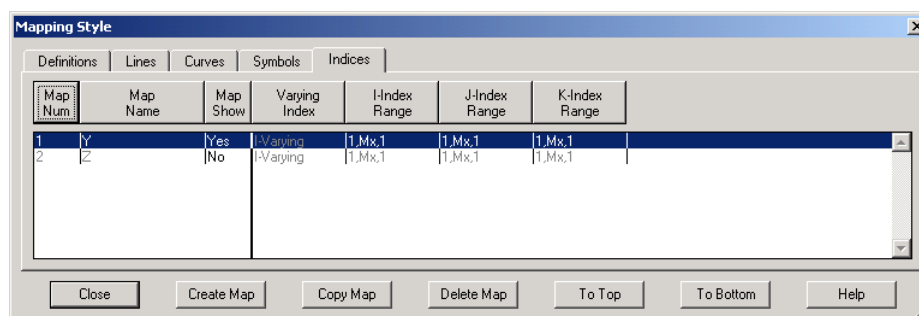 Mapping Style
Definitions Lines Curves Symbols Indices
Map Num Map Name Map Show Varying Index I-Index Range J-Index Range K-Index Range
1 Y Yes I-Varying 1,Mx,1 1,Mx,1 1,Mx,1
2 Z No I-Varying 1,Mx,1 1,Mx,1 1,Mx,1
Close Create Map Copy Map Delete Map To Top To Bottom Help